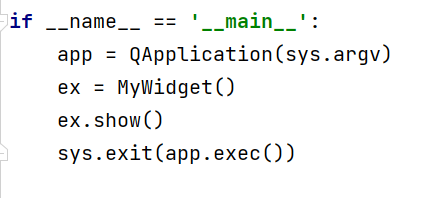 if __name__ == '__main__':
    app = QApplication(sys.argv)
    ex = MyWidget()
    ex.show()
    sys.exit(app.exec())